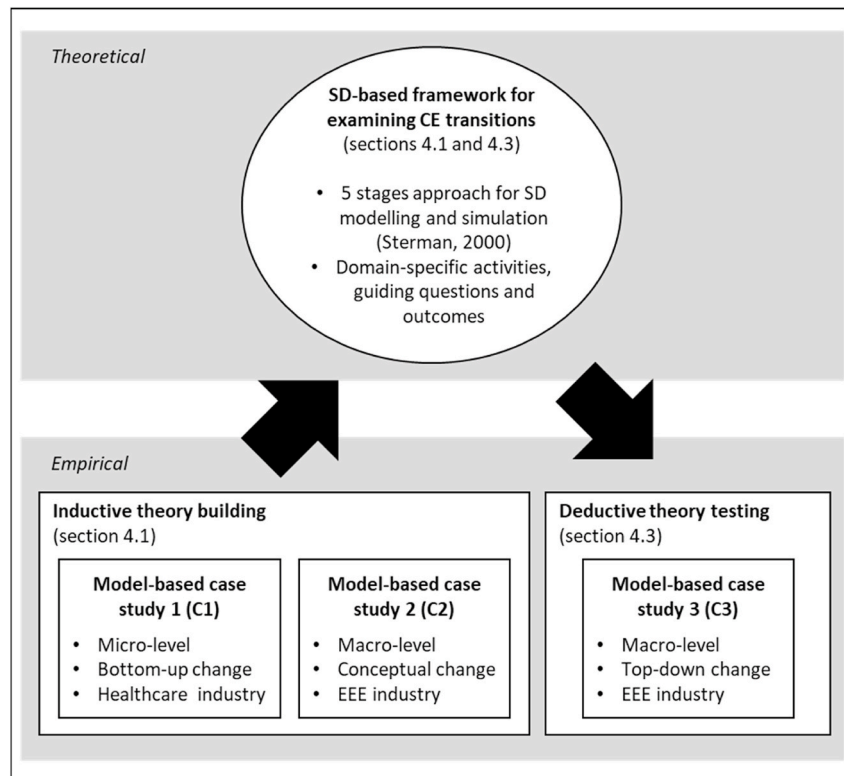 Theoretical
SD-based framework for
examining CE transitions
(sections 4.1 and 4.3)
• 5 stages approach for SD
modelling and simulation
(Sterman, 2000)
• Domain-specific activities,
guiding questions and
outcomes
Empirical
Inductive theory building
(section 4.1)
Model-based case
study 1 (C1)
• Micro-level
• Bottom-up change
• Healthcare industry
Model-based case
study 2 (C2)
• Macro-level
• Conceptual change
• EEE industry
Deductive theory testing
(section 4.3)
Model-based case
study 3 (C3)
• Macro-level
• Top-down change
• EEE industry